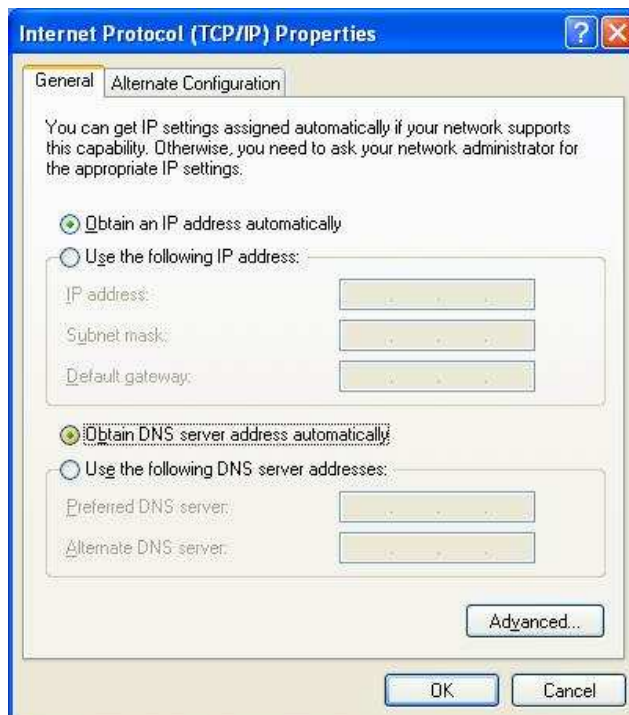 Internet Protocol (TCP/IP) Properties
General
Alternate Configuration
You can get IP settings assigned automatically if your network supports
this capability. Otherwise, you need to ask your network administrator for
the appropriate IP settings.
Obtain an IP address automatically
Use the following IP address:
IP address:
Subnet mask:
Default gateway:
Obtain DNS server address automatically
Use the following DNS server addresses:
Preferred DNS server:
Alternate DNS server:
Advanced...
OK
Cancel